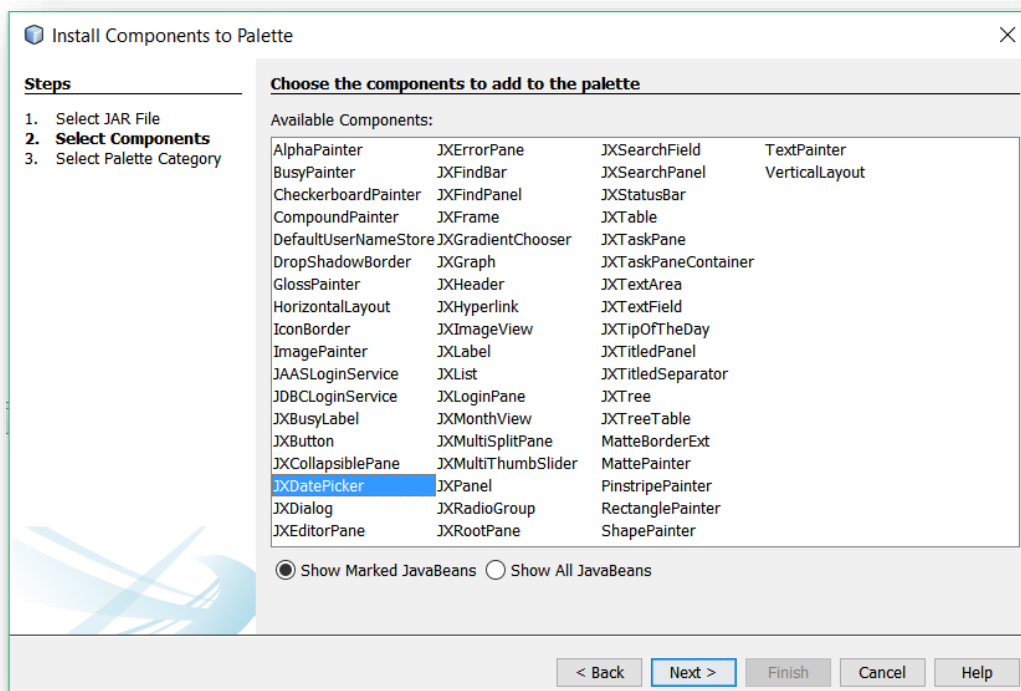 Install Components to Palette
Steps
1. Select JAR File
2. Select Components
3. Select Palette Category
Choose the components to add to the palette
Available Components:
AlphaPainter
BusyPainter
CheckerboardPainter
CompoundPainter
DefaultUserNameStore
DropShadowBorder
GlossPainter
HorizontalLayout
IconBorder
ImagePainter
JAASLoginService
JDBCLoginService
JXBusyLabel
JXButton
JXCollapsiblePane
JXDatePicker
JXDialog
JXEditorPane
JXErrorPane
JXFindBar
JXFindPanel
JXFrame
JXGradientChooser
JXGraph
JXHeader
JXHyperlink
JXImageView
JXLabel
JXList
JXLoginPane
JXMonthView
JXMultiSplitPane
JXMultiThumbSlider
JXPanel
JXRadioGroup
JXRootPane
JXSearchField
JXSearchPanel
JXStatusBar
JXTable
JXTaskPane
JXTaskPaneContainer
JXTextArea
JXTextField
JXTipOfTheDay
JXTitledPanel
JXTitledSeparator
JXTree
JXTreeTable
MatteBorderExt
MattePainter
PinstripePainter
RectanglePainter
ShapePainter
TextPainter
VerticalLayout
Show Marked JavaBeans Show All JavaBeans
< Back Next > Finish Cancel Help